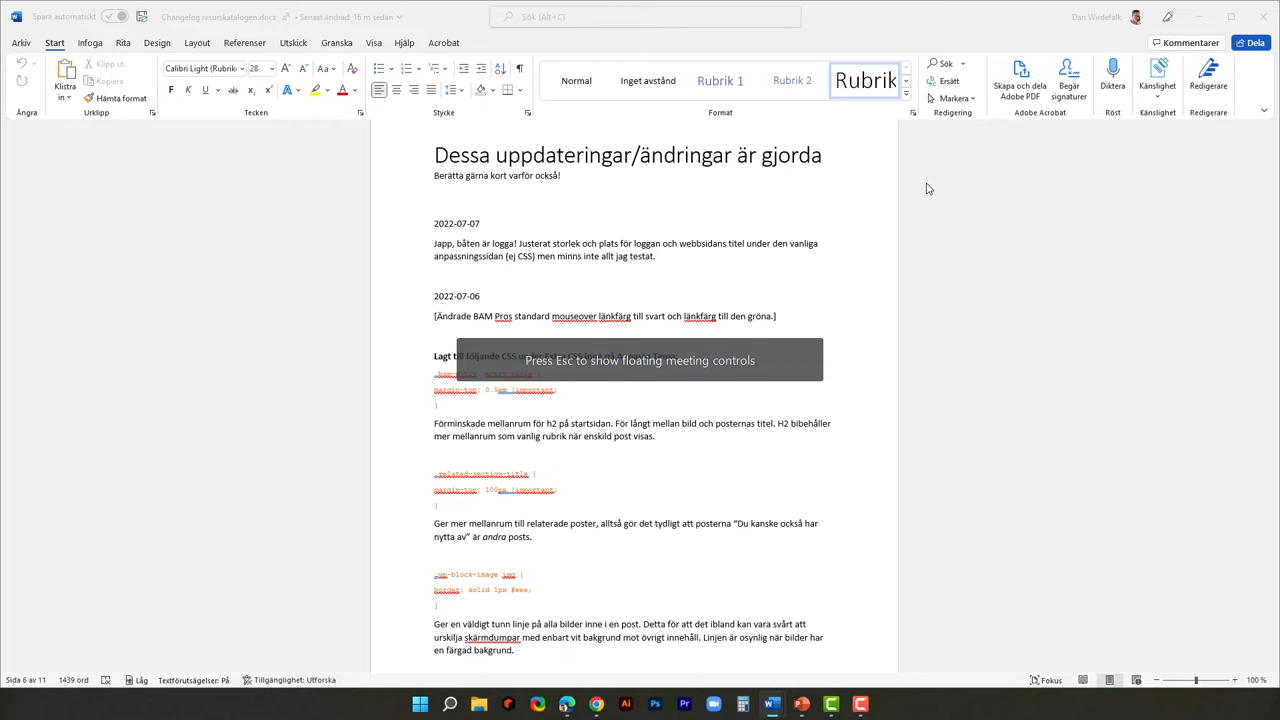 Spara automatiskt
Changelog resurskatalogen.docx • Senast ändrad: 16 m sedan
Sök (Alt+C)
Dan Wirdefalk
Arkiv Start Infoga Rita Design Layout Referenser Utskick Granska Visa Hjälp Acrobat
Kommentarer Dela
Klistra in
Klipp ut
Kopiera
Hämta format
Calibri Light (Rubrik 28
Normal Inget avstånd Rubrik 1 Rubrik 2 Rubrik
Sök
Ersätt
Markera
Skapa och dela Adobe PDF
Begär signaturer
Diktera
Känslighet
Redigerare
Ångra Urklipp Tecken Stycke Format Redigering Adobe Acrobat Röst Känslighet Redigerare
Dessa uppdateringar/ändringar är gjorda
Berätta gärna kort varför också!
2022-07-07
Japp, båten är logga! Justerat storlek och plats för loggan och webbsidans titel under den vanliga
anpassningssidan (ej CSS) men minns inte allt jag testat.
2022-07-06
[Ändrade BAM Pros standard mouseover länkfärg till svart och länkfärg till den gröna.]
Lagt till följande CSS under Extra CSS
Press Esc to show floating meeting controls
margin-top: 0.5em !important;
}
Förminskade mellanrum för h2 på startsidan. För långt mellan bild och posternas titel. H2 bibehåller
mer mellanrum som vanlig rubrik när enskild post visas.
.related-section-title {
margin-top: 100px !important;
}
Ger mer mellanrum till relaterade poster, alltså gör det tydligt att posterna “Du kanske också har
nytta av” är andra posts.
.wp-block-image img {
border: solid 1px #eee;
}
Ger en väldigt tunn linje på alla bilder inne i en post. Detta för att det ibland kan vara svårt att
urskilja skärmdumpar med enbart vit bakgrund mot övrigt innehåll. Linjen är osynlig när bilder har
en färgad bakgrund.
Sida 6 av 11 1439 ord Låg Textförutsägelser: På Tillgänglighet: Utforska Fokus 100 %